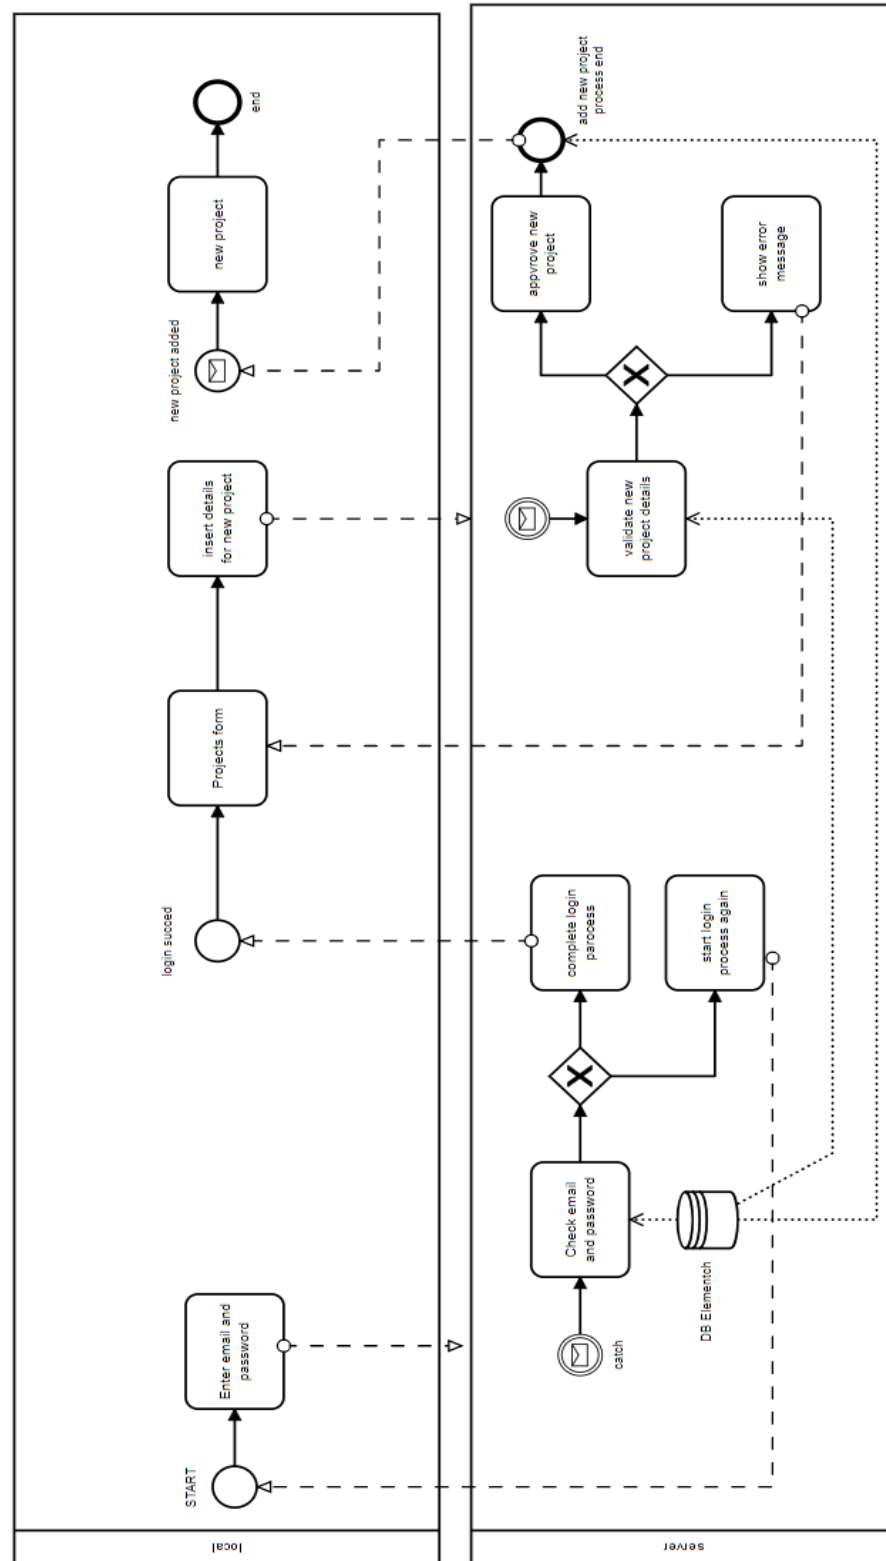 local
START
Enter email and
password
login succed
Projects form
insert details
for new project
new project added
new project
end
server
catch
Check email
and password
DB Elementch
complete login
parocess
start login
process again
validate new
project details
appvrove new
project
show error
message
add new project
process end